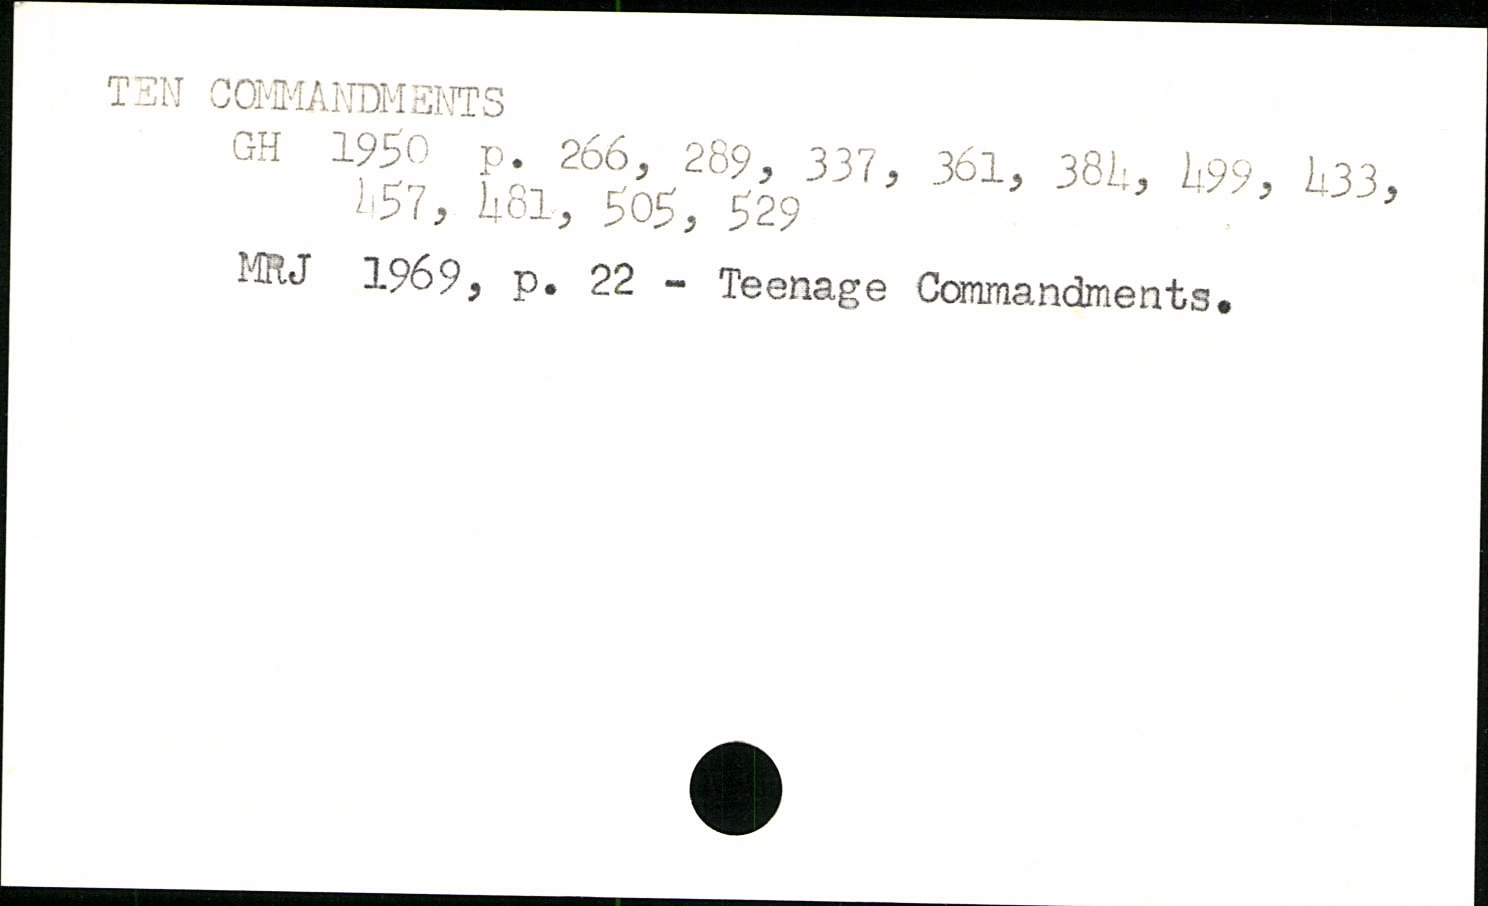 TEN COMMANDMENTS
GH 1950 p. 266, 289, 337, 361, 384, 499, 433,
457, 481, 505, 529
MRJ 1969, p. 22 - Teenage Commandments.